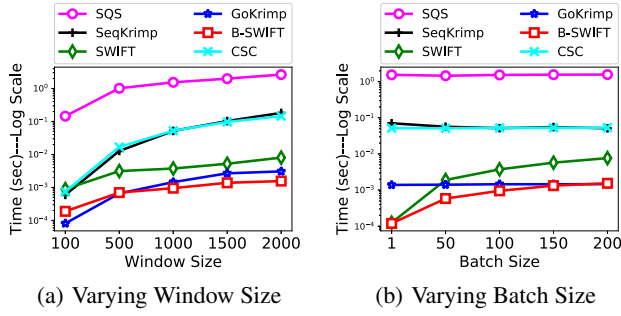 SQS
SeqKrimp
SWIFT
GoKrimp
B-SWIFT
CSC
Time (sec)---Log Scale
10⁰
10⁻¹
10⁻²
10⁻³
10⁻⁴
100 500 1000 1500 2000
Window Size
(a) Varying Window Size
SQS
SeqKrimp
SWIFT
GoKrimp
B-SWIFT
CSC
Time (sec)---Log Scale
10⁰
10⁻¹
10⁻²
10⁻³
10⁻⁴
1 50 100 150 200
Batch Size
(b) Varying Batch Size